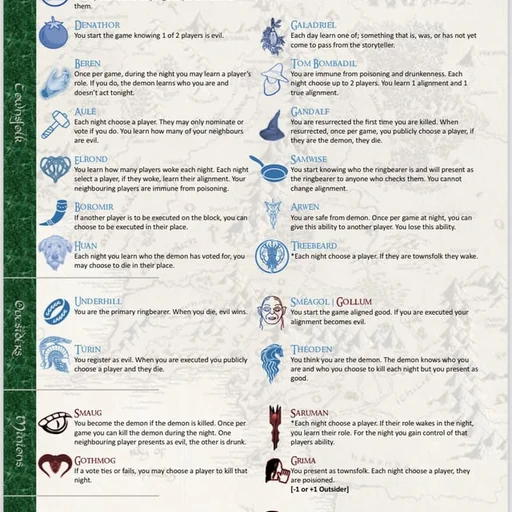 them.
DENATHOR
You start the game knowing 1 of 2 players is evil.
BEREN
Once per game, during the night you may learn a player's
role. If you do, the demon learns who you are and
doesn't act tonight.
AULË
Each night choose a player. They may only nominate or
vote if you do. You learn how many of your neighbours
are evil.
ELROND
You learn how many players woke each night. Each night
select a player, if they woke, learn their alignment. Your
neighbouring players are immune from poisoning.
BOROMIR
If another player is to be executed on the block, you can
choose to be executed in their place.
HUAN
Each night you learn who the demon has voted for, you
may choose to die in their place.
GALADRIEL
Each day learn one of; something that is, was, or has not yet
come to pass from the storyteller.
TOM BOMBADIL
You are immune from poisoning and drunkenness. Each
night choose up to 2 players. You learn 1 alignment and 1
true alignment.
GANDALF
You are resurrected the first time you are killed. When
resurrected, once per game, you publicly choose a player, if
they are the demon, they die.
SAMWISE
You start knowing who the ringbearer is and will present as
the ringbearer to anyone who checks them. You cannot
change alignment.
ARWEN
You are safe from demon. Once per game at night, you can
give this ability to another player. You lose this ability.
TREEBEARD
*Each night choose a player. If they are townsfolk they wake.
Townsfolk
UNDERHILL
You are the primary ringbearer. When you die, evil wins.
TÚRIN
You register as evil. When you are executed you publicly
choose a player and they die.
SMÉAGOL | GOLLUM
You start the game aligned good. If you are executed your
alignment becomes evil.
THÉODEN
You think you are the demon. The demon knows who you
are and who you choose to kill each night but you present as
good.
Outsiders
SMAUG
You become the demon if the demon is killed. Once per
game you can kill the demon during the night. One
neighbouring player presents as evil, the other is drunk.
GOTHMOG
If a vote ties or fails, you may choose a player to kill that
night.
SARUMAN
*Each night choose a player. If their role wakes in the night,
you learn their role. For the night you gain control of that
players ability.
GRIMA
You present as townsfolk. Each night choose a player, they
are poisioned.
[-1 or +1 Outsider]
Minions